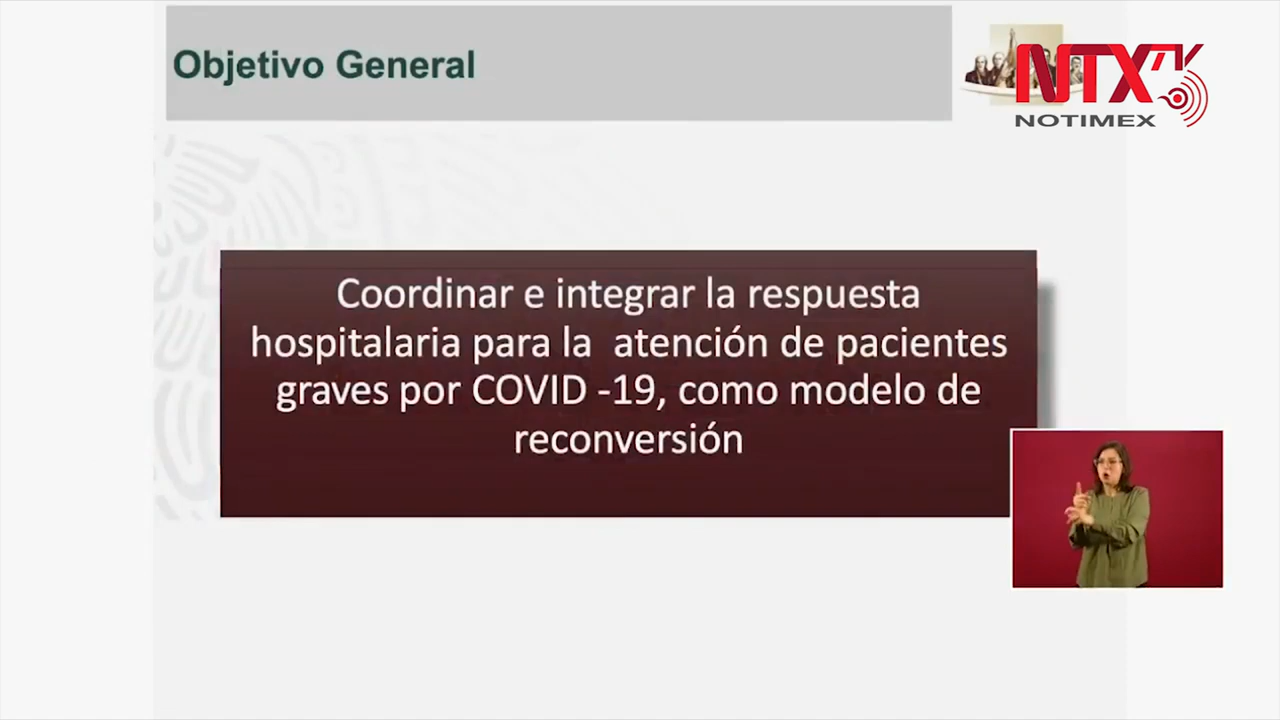 Objetivo General
NTX TV
NOTIMEX
Coordinar e integrar la respuesta
hospitalaria para la atención de pacientes
graves por COVID -19, como modelo de
reconversión